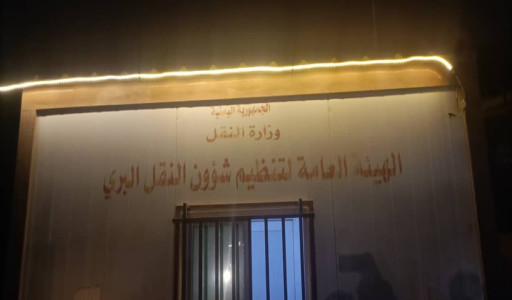 الجمهورية اليمنية
وزارة النقل
الهيئة العامة لتنظيم شؤون النقل البري